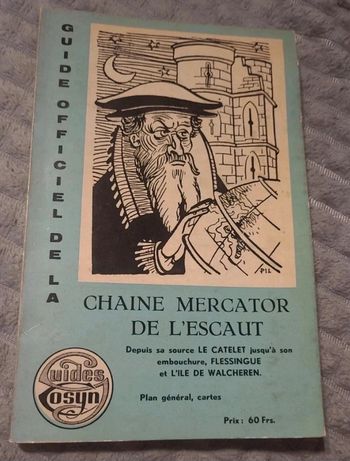 GUIDE OFFICIEL DE LA
PIL
CHAINE MERCATOR
DE L'ESCAUT
Depuis sa source LE CATELET jusqu'à son
embouchure, FLESSINGUE
et L'ILE DE WALCHEREN.
Plan général, cartes
Guides
Cosyn
Prix : 60 Frs.